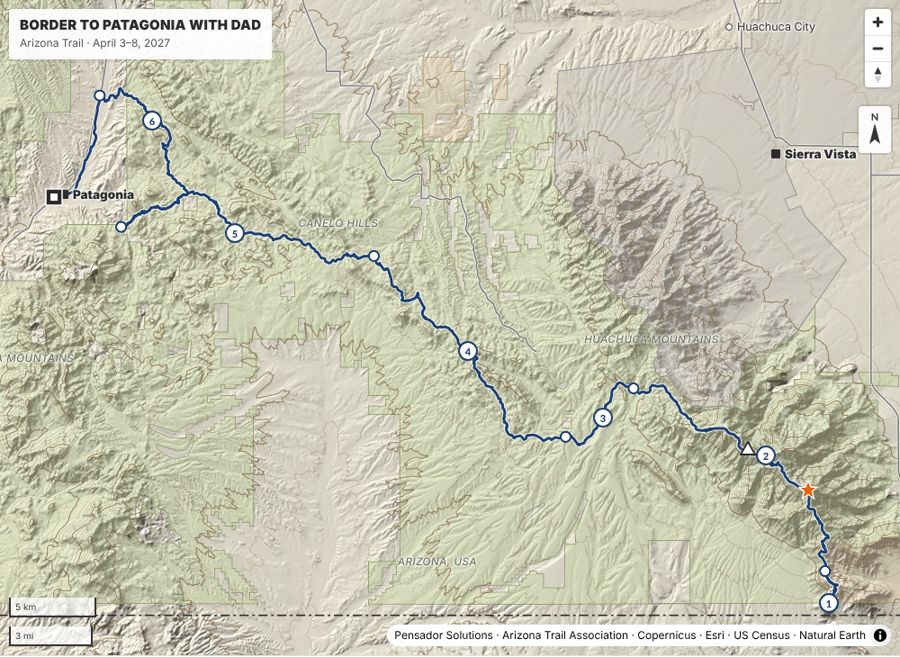 BORDER TO PATAGONIA WITH DAD
Arizona Trail · April 3–8, 2027
Huachuca City
+
−
N
6
Sierra Vista
Patagonia
CANELO HILLS
5
HUACHUCA MOUNTAINS
4
A MOUNTAINS
3
2
ARIZONA, USA
1
5 km
3 mi
Pensador Solutions · Arizona Trail Association · Copernicus · Esri · US Census · Natural Earth